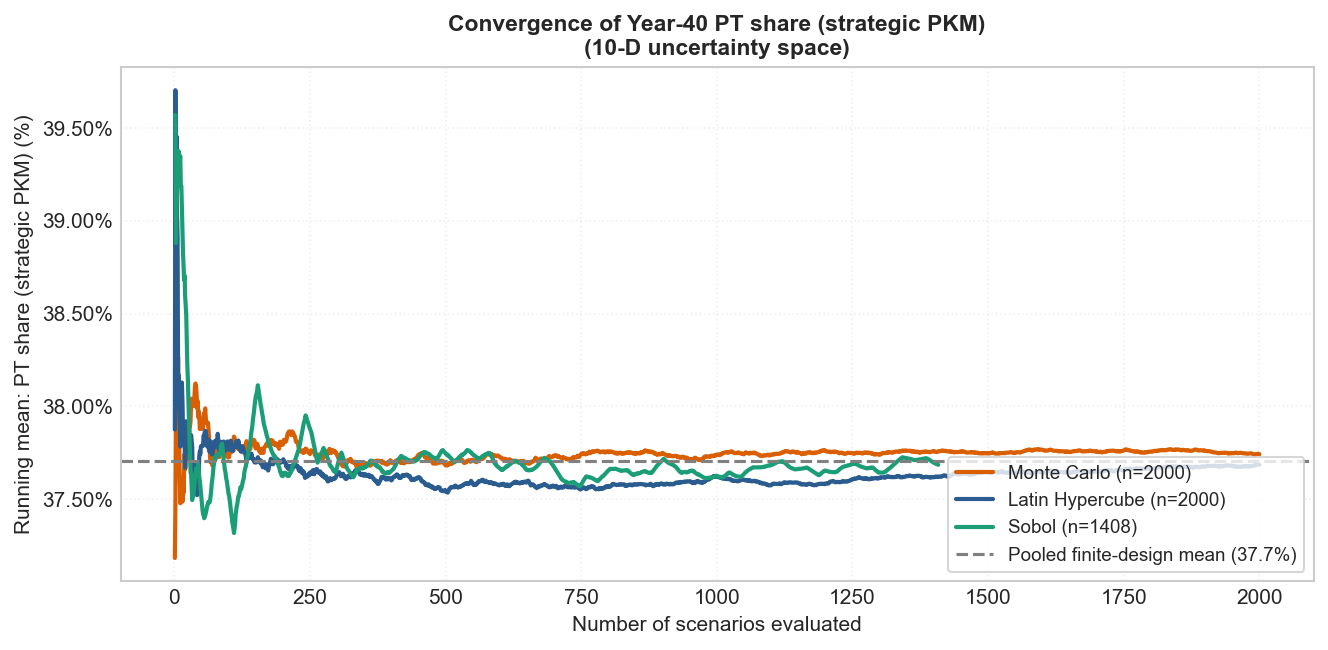 Convergence of Year-40 PT share (strategic PKM)
(10-D uncertainty space)
Running mean: PT share (strategic PKM) (%)
39.50%
39.00%
38.50%
38.00%
37.50%
Monte Carlo (n=2000)
Latin Hypercube (n=2000)
Sobol (n=1408)
Pooled finite-design mean (37.7%)
0
250
500
750
1000
1250
1500
1750
2000
Number of scenarios evaluated